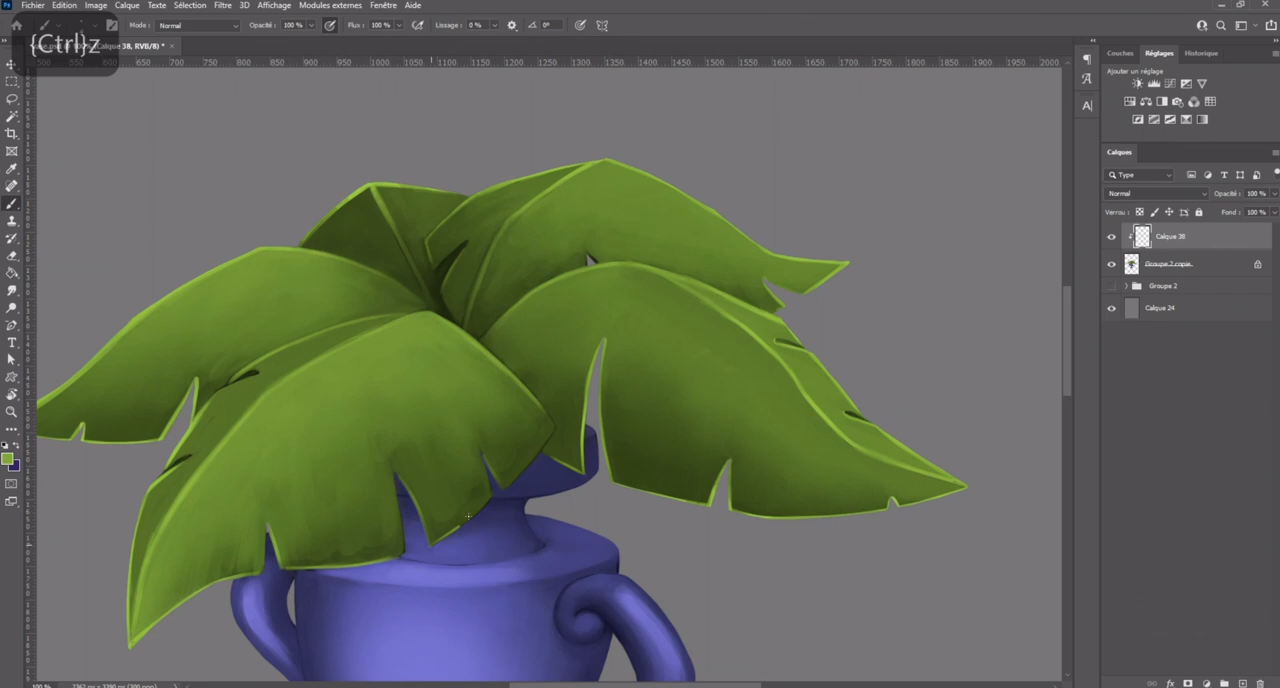 Fichier Edition Image Calque Texte Sélection Filtre 3D Affichage Modules externes Fenêtre Aide
Mode : Normal Opacité : 100 % Flux : 100 % Lissage : 0 % 0°
{Ctrl}z
(Calque 38, RVB/8) * ×
500 650 700 750 800 850 900 950 1000 1050 1100 1150 1200 1250 1300 1350 1400 1450 1500 1550 1600 1650 1700 1750 1800 1850 1900 1950 2000
Couches Réglages Historique
Ajouter un réglage
Calques
Type
Normal Opacité : 100 %
Verrou : Fond : 100 %
Calque 38
Groupe 2 copie
Groupe 2
Calque 24
100 %